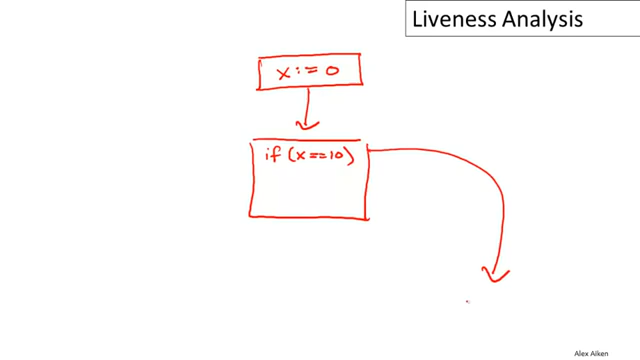 Liveness Analysis
x := 0
if (x==10)
Alex Aiken